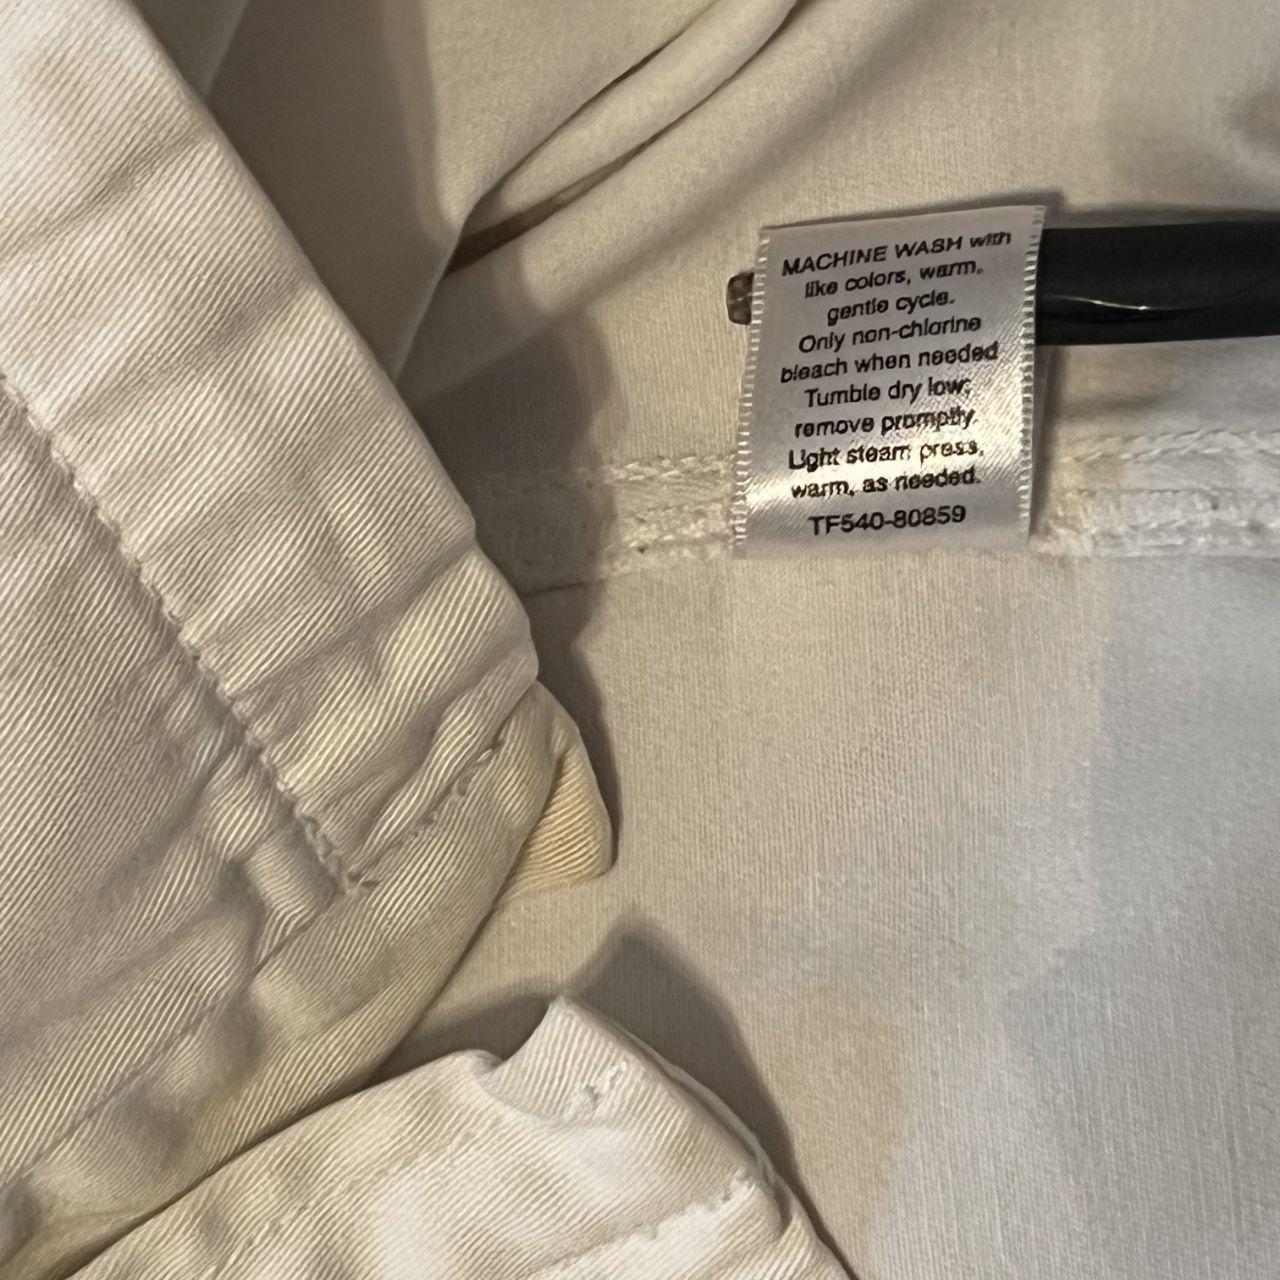 MACHINE WASH with
like colors, warm,
gentle cycle.
Only non-chlorine
bleach when needed
Tumble dry low;
remove promptly.
Light steam press,
warm, as needed.
TF540-80859